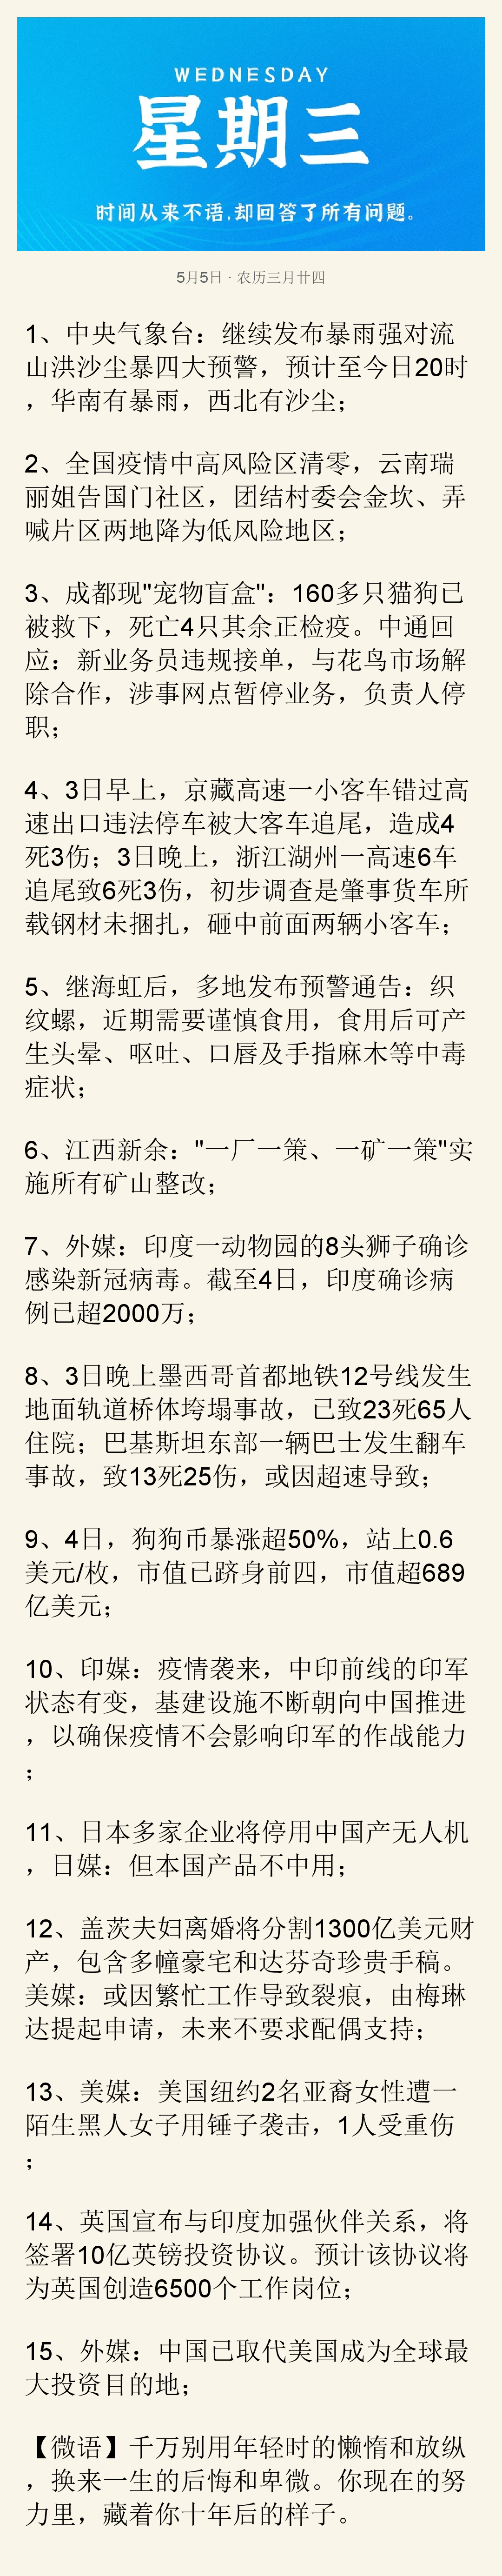 WEDNESDAY
星期三
时间从来不语,却回答了所有问题。
5月5日 · 农历三月廿四
1、中央气象台：继续发布暴雨强对流
山洪沙尘暴四大预警，预计至今日20时
，华南有暴雨，西北有沙尘；
2、全国疫情中高风险区清零，云南瑞
丽姐告国门社区，团结村委会金坎、弄
喊片区两地降为低风险地区；
3、成都现"宠物盲盒"：160多只猫狗已
被救下，死亡4只其余正检疫。中通回
应：新业务员违规接单，与花鸟市场解
除合作，涉事网点暂停业务，负责人停
职；
4、3日早上，京藏高速一小客车错过高
速出口违法停车被大客车追尾，造成4
死3伤；3日晚上，浙江湖州一高速6车
追尾致6死3伤，初步调查是肇事货车所
载钢材未捆扎，砸中前面两辆小客车；
5、继海虹后，多地发布预警通告：织
纹螺，近期需要谨慎食用，食用后可产
生头晕、呕吐、口唇及手指麻木等中毒
症状；
6、江西新余："一厂一策、一矿一策"实
施所有矿山整改；
7、外媒：印度一动物园的8头狮子确诊
感染新冠病毒。截至4日，印度确诊病
例已超2000万；
8、3日晚上墨西哥首都地铁12号线发生
地面轨道桥体垮塌事故，已致23死65人
住院；巴基斯坦东部一辆巴士发生翻车
事故，致13死25伤，或因超速导致；
9、4日，狗狗币暴涨超50%，站上0.6
美元/枚，市值已跻身前四，市值超689
亿美元；
10、印媒：疫情袭来，中印前线的印军
状态有变，基建设施不断朝向中国推进
，以确保疫情不会影响印军的作战能力
；
11、日本多家企业将停用中国产无人机
，日媒：但本国产品不中用；
12、盖茨夫妇离婚将分割1300亿美元财
产，包含多幢豪宅和达芬奇珍贵手稿。
美媒：或因繁忙工作导致裂痕，由梅琳
达提起申请，未来不要求配偶支持；
13、美媒：美国纽约2名亚裔女性遭一
陌生黑人女子用锤子袭击，1人受重伤
；
14、英国宣布与印度加强伙伴关系，将
签署10亿英镑投资协议。预计该协议将
为英国创造6500个工作岗位；
15、外媒：中国已取代美国成为全球最
大投资目的地；
【微语】千万别用年轻时的懒惰和放纵
，换来一生的后悔和卑微。你现在的努
力里，藏着你十年后的样子。